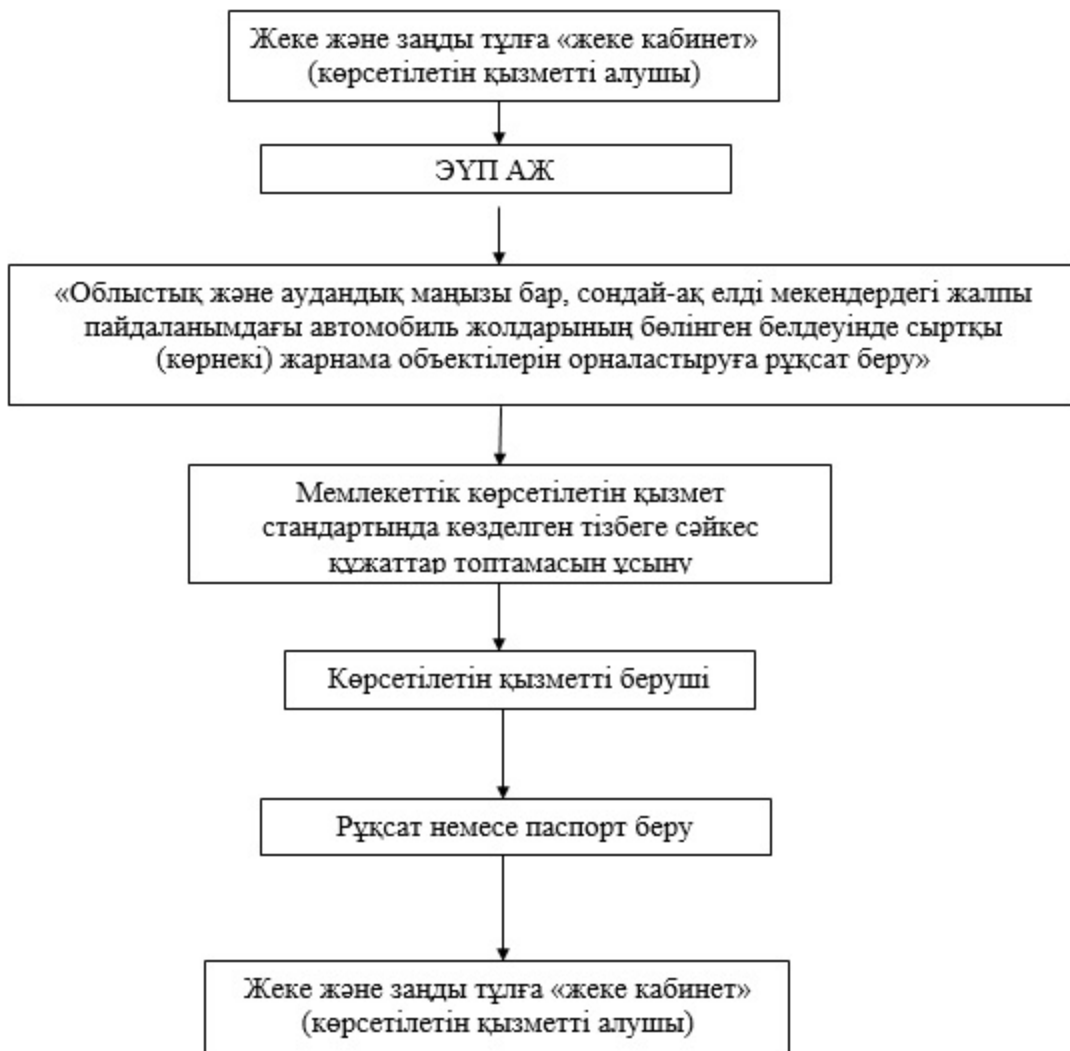 Жеке және заңды тұлға «жеке кабинет»
(көрсетілетін қызметті алушы)
ЭҮП АЖ
«Облыстық және аудандық маңызы бар, сондай-ақ елді мекендердегі жалпы
пайдаланымдағы автомобиль жолдарының бөлінген белдеуінде сыртқы
(көрнекі) жарнама объектілерін орналастыруға рұқсат беру»
Мемлекеттік көрсетілетін қызмет
стандартында көзделген тізбеге сәйкес
құжаттар топтамасын ұсыну
Көрсетілетін қызметті беруші
Рұқсат немесе паспорт беру
Жеке және заңды тұлға «жеке кабинет»
(көрсетілетін қызметті алушы)